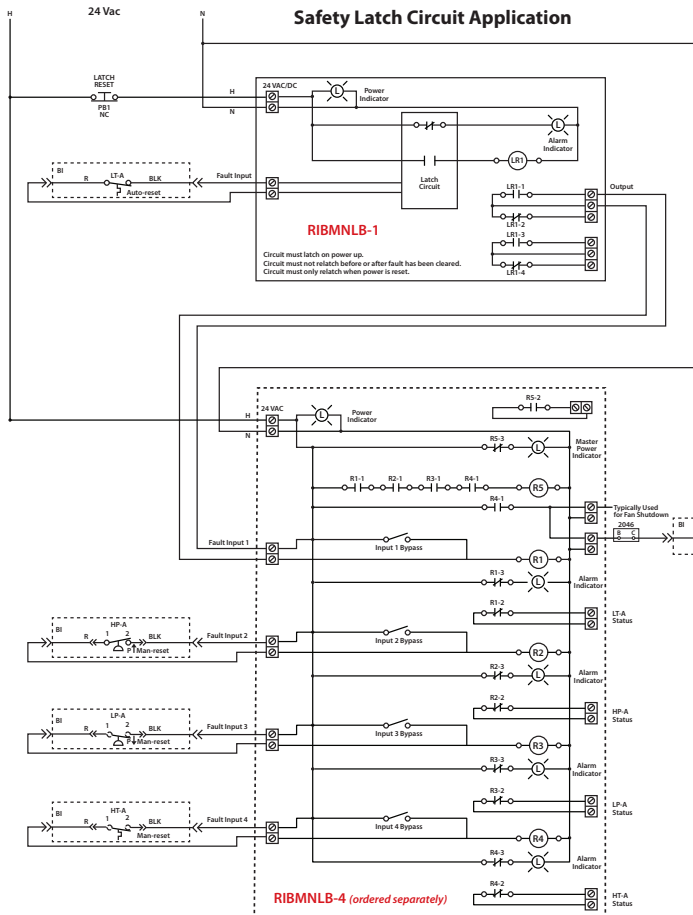 H
24 Vac
N
Safety Latch Circuit Application
LATCH
RESET
PB1
NC
H
N
24 VAC/DC
L
Power
Indicator
L
Alarm
Indicator
LR1
Latch
Circuit
BI
R
LT-A
BLK
Auto-reset
Fault Input
LR1-1
Output
LR1-2
LR1-3
LR1-4
RIBMNLB-1
Circuit must latch on power up.
Circuit must not relatch before or after fault has been cleared.
Circuit must only relatch when power is reset.
H
N
24 VAC
L
Power
Indicator
R5-2
R5-3
L
Master
Power
Indicator
R1-1
R2-1
R3-1
R4-1
R5
R4-1
Typically Used
for Fan Shutdown
2046
B C
BI
Fault Input 1
Input 1 Bypass
R1
R1-3
L
Alarm
Indicator
R1-2
LT-A
Status
BI
HP-A
R
1
2
BLK
P
Man-reset
Fault Input 2
Input 2 Bypass
R2
R2-3
L
Alarm
Indicator
R2-2
HP-A
Status
BI
LP-A
R
1
2
BLK
P
Man-reset
Fault Input 3
Input 3 Bypass
R3
R3-3
L
Alarm
Indicator
R3-2
LP-A
Status
BI
HT-A
R
1
2
BLK
Man-reset
Fault Input 4
Input 4 Bypass
R4
R4-3
L
Alarm
Indicator
R4-2
HT-A
Status
RIBMNLB-4 (ordered separately)